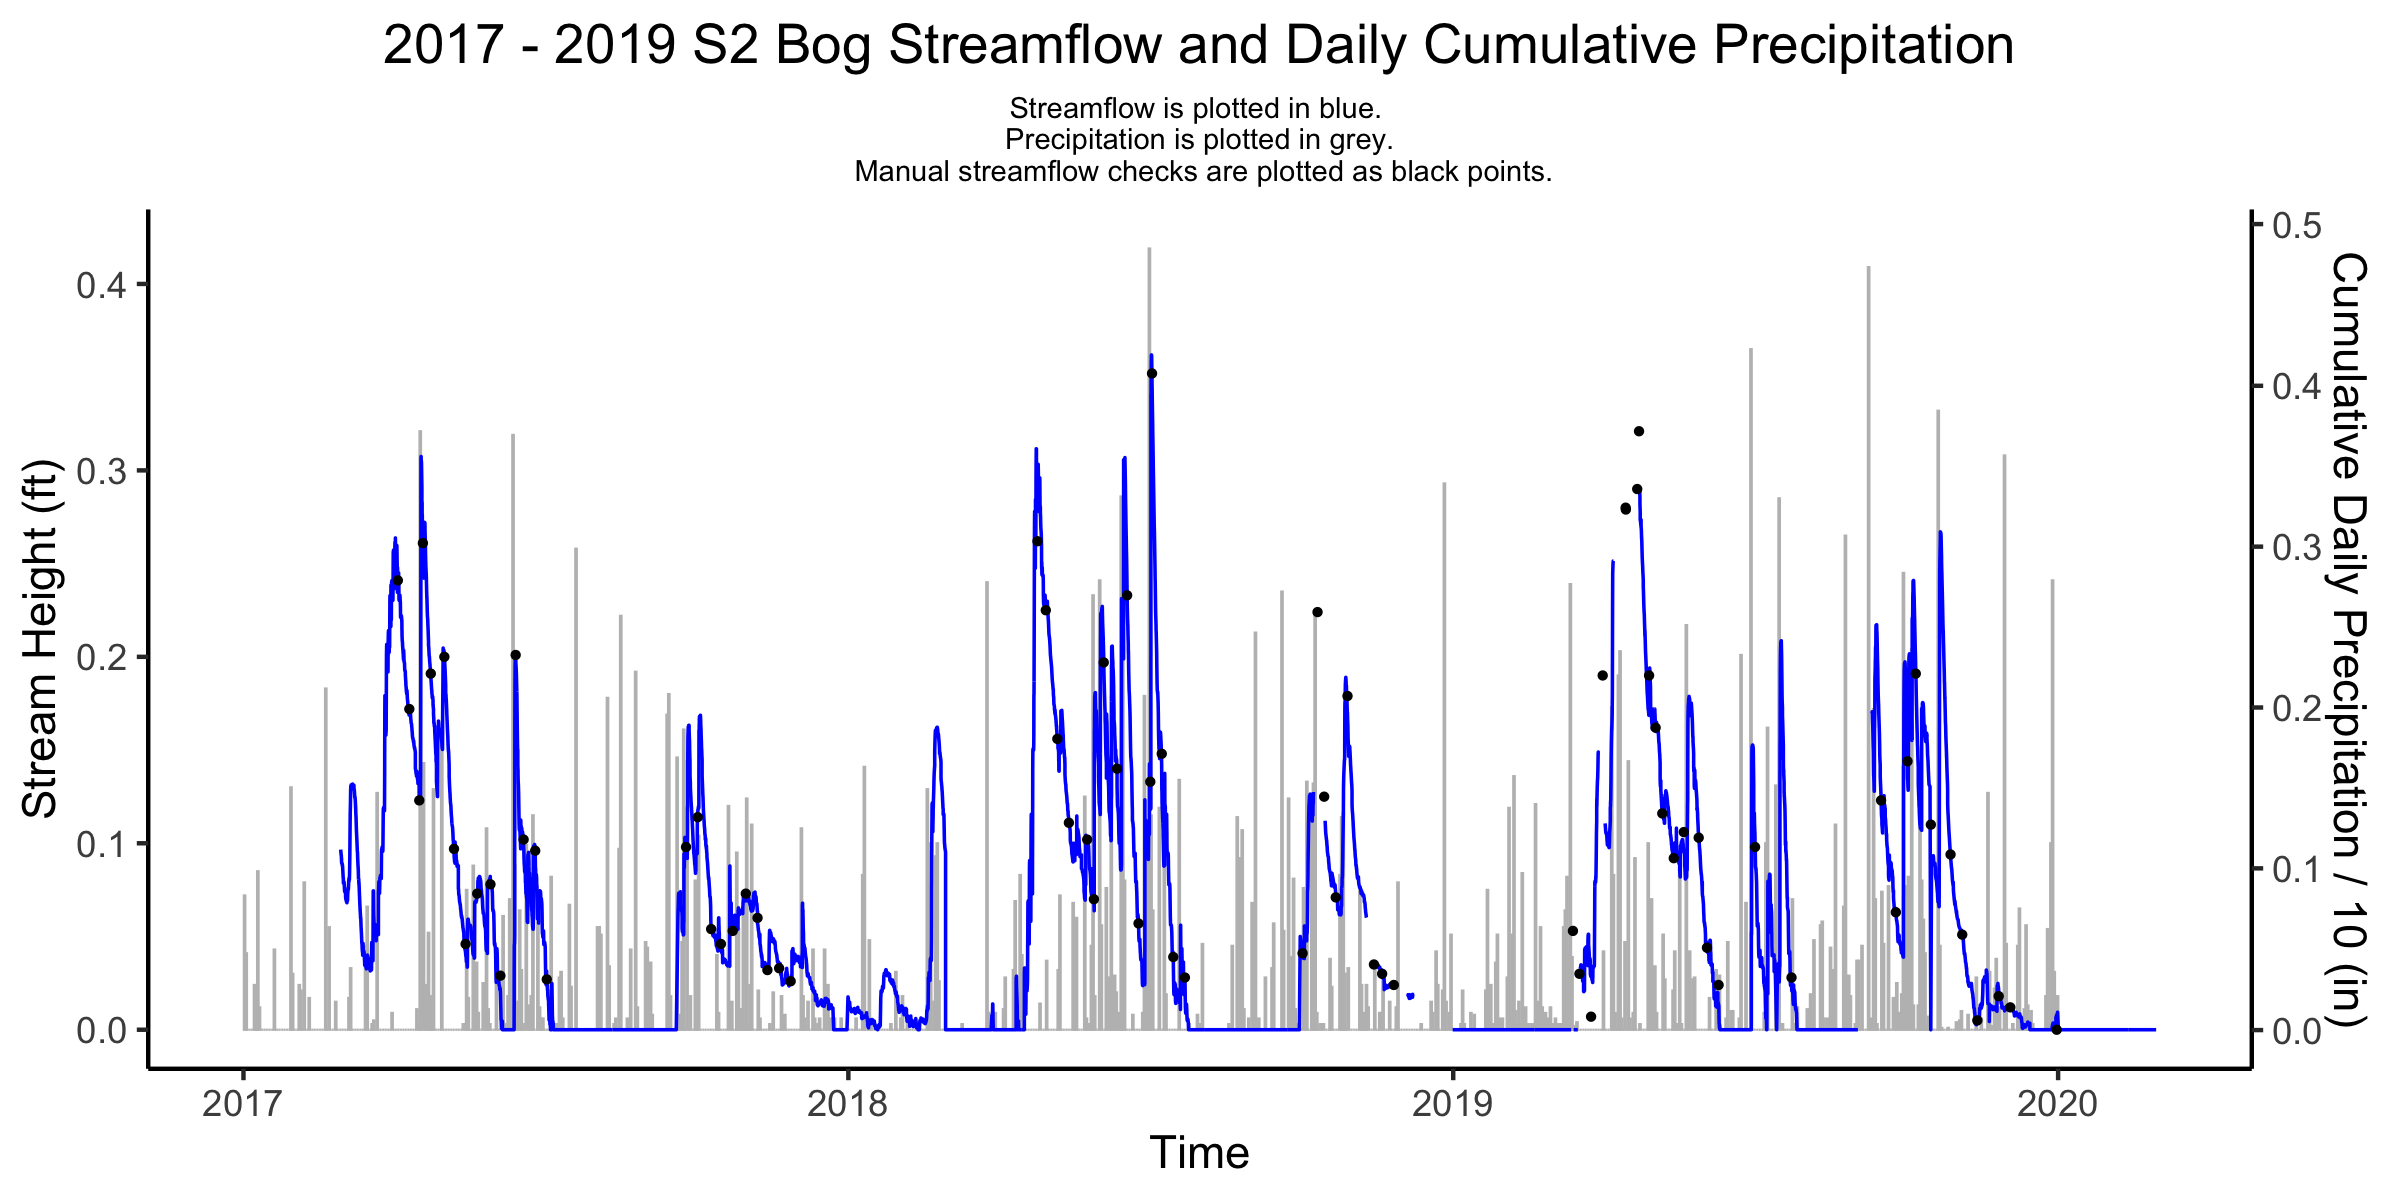 2017 - 2019 S2 Bog Streamflow and Daily Cumulative Precipitation
Streamflow is plotted in blue.
Precipitation is plotted in grey.
Manual streamflow checks are plotted as black points.
Stream Height (ft)
0.4
0.3
0.2
0.1
0.0
0.5
0.4
0.3
0.2
0.1
0.0
Cumulative Daily Precipitation / 10 (in)
2017
2018
2019
2020
Time